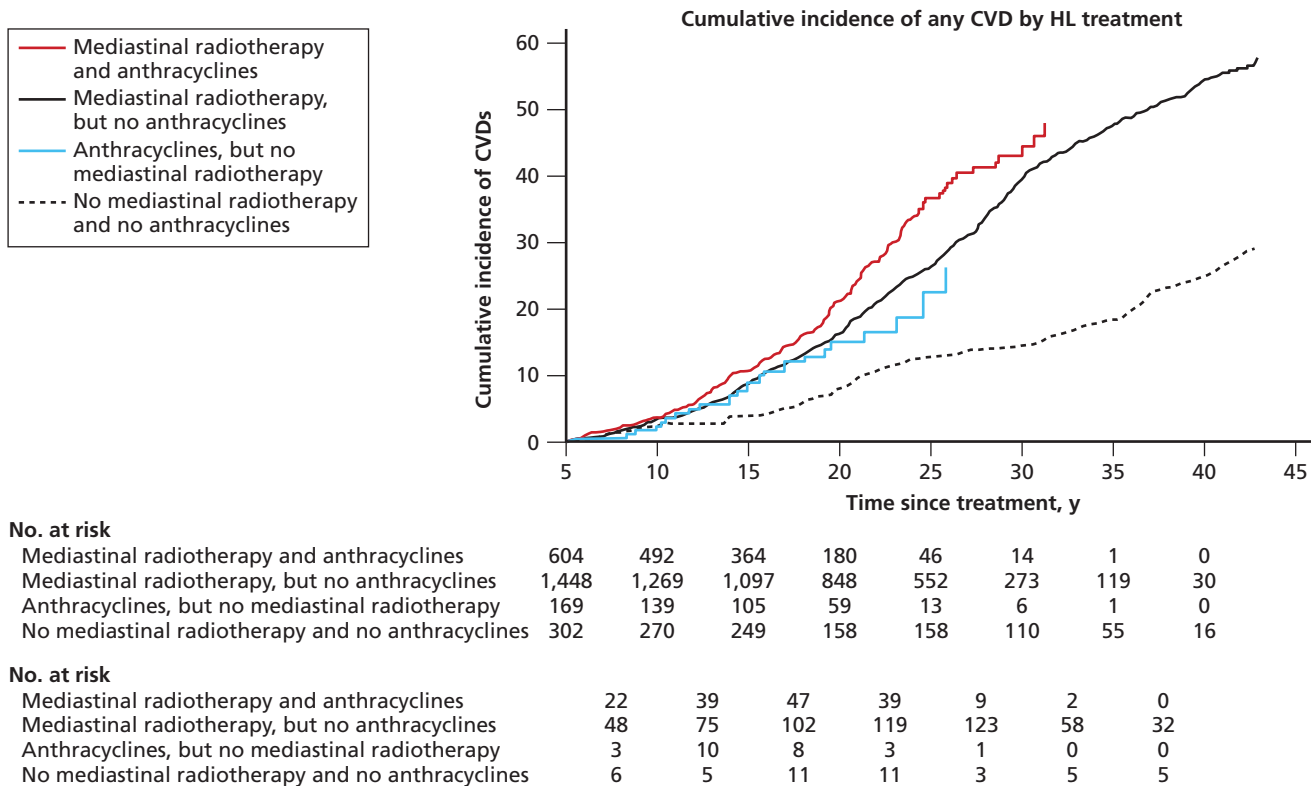 Cumulative incidence of any CVD by HL treatment
Mediastinal radiotherapy
and anthracyclines
Mediastinal radiotherapy,
but no anthracyclines
Anthracyclines, but no
mediastinal radiotherapy
No mediastinal radiotherapy
and no anthracyclines
Cumulative incidence of CVDs
60
50
40
30
20
10
0
5 10 15 20 25 30 35 40 45
Time since treatment, y
No. at risk
Mediastinal radiotherapy and anthracyclines 604 492 364 180 46 14 1 0
Mediastinal radiotherapy, but no anthracyclines 1,448 1,269 1,097 848 552 273 119 30
Anthracyclines, but no mediastinal radiotherapy 169 139 105 59 13 6 1 0
No mediastinal radiotherapy and no anthracyclines 302 270 249 158 158 110 55 16
No. at risk
Mediastinal radiotherapy and anthracyclines 22 39 47 39 9 2 0
Mediastinal radiotherapy, but no anthracyclines 48 75 102 119 123 58 32
Anthracyclines, but no mediastinal radiotherapy 3 10 8 3 1 0 0
No mediastinal radiotherapy and no anthracyclines 6 5 11 11 3 5 5